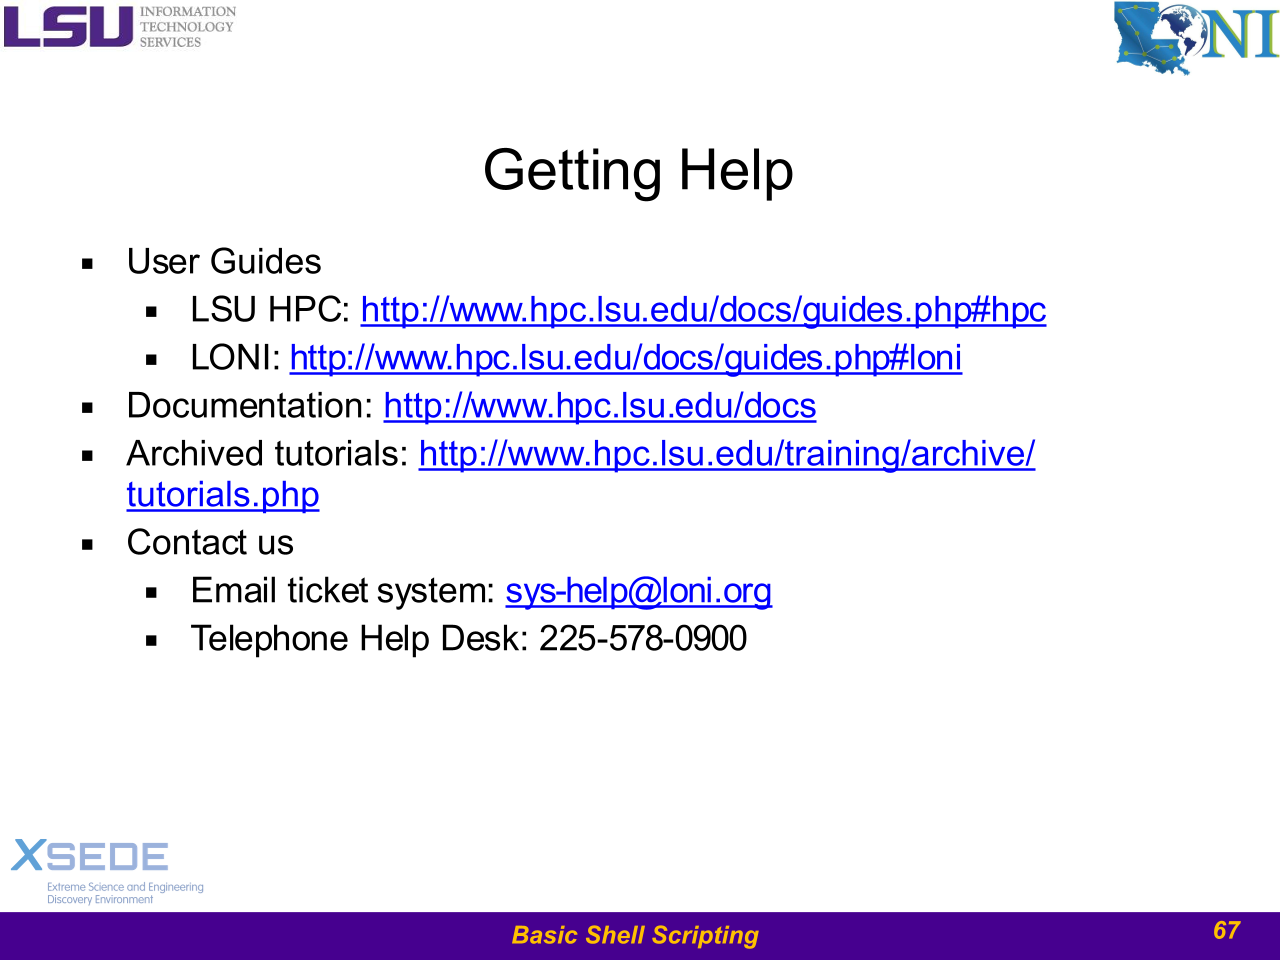 LSU INFORMATION
TECHNOLOGY
SERVICES
LONI
Getting Help
▪ User Guides
▪ LSU HPC: http://www.hpc.lsu.edu/docs/guides.php#hpc
▪ LONI: http://www.hpc.lsu.edu/docs/guides.php#loni
▪ Documentation: http://www.hpc.lsu.edu/docs
▪ Archived tutorials: http://www.hpc.lsu.edu/training/archive/
tutorials.php
▪ Contact us
▪ Email ticket system: sys-help@loni.org
▪ Telephone Help Desk: 225-578-0900
XSEDE
Extreme Science and Engineering
Discovery Environment
Basic Shell Scripting
67